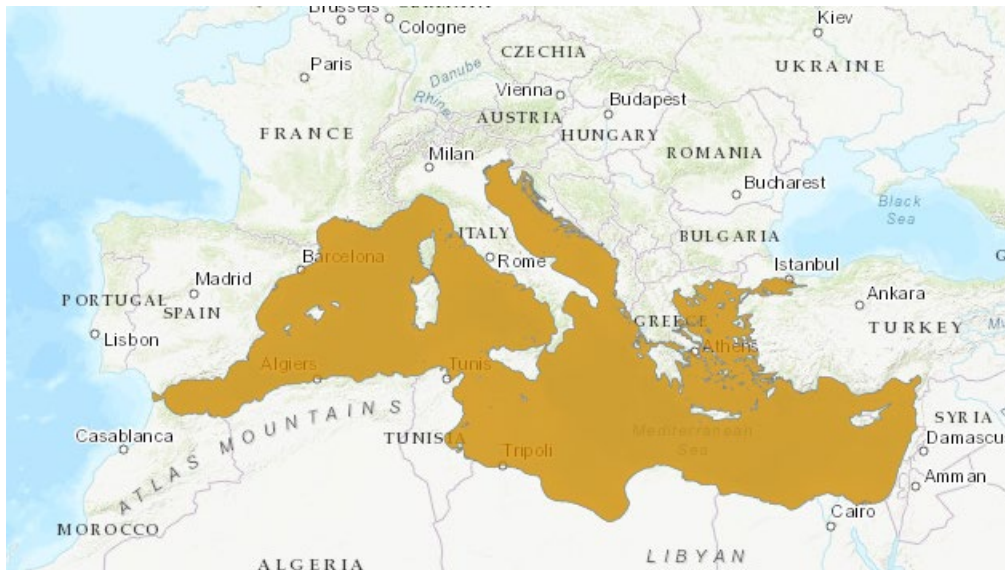 Brussels
Cologne
Kiev
CZECHIA
UKRAINE
Paris
Danube
Vienna
Budapest
Rhine
AUSTRIA
FRANCE
HUNGARY
Milan
ROMANIA
Bucharest
Black
Sea
ITALY
BULGARIA
Barcelona
Rome
Istanbul
Madrid
Ankara
PORTUGAL
SPAIN
GREECE
TURKEY
Lisbon
Athens
Algiers
Tunis
ATLAS MOUNTAINS
SYRIA
Casablanca
TUNISIA
Mediterranean
Sea
Damascu
Tripoli
Amman
Cairo
MOROCCO
ALGERIA
LIBYAN